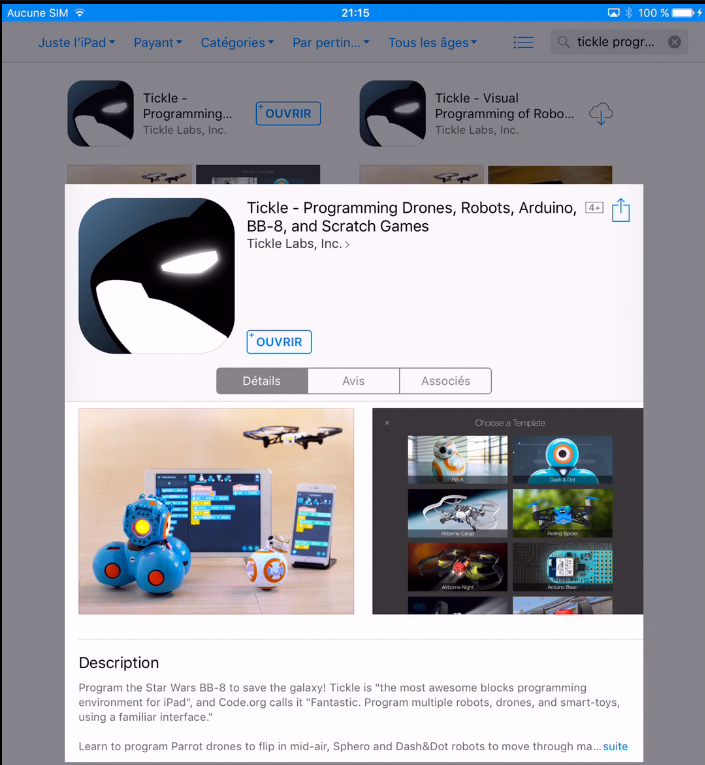 Aucune SIM
21:15
100 %
Juste l'iPad
Payant
Catégories
Par pertin...
Tous les âges
tickle progr...
Tickle -
Programming...
Tickle Labs, Inc.
+ OUVRIR
Tickle - Visual
Programming of Robo...
Tickle Labs, Inc.
Tickle - Programming Drones, Robots, Arduino,
BB-8, and Scratch Games
4+
Tickle Labs, Inc. >
+ OUVRIR
Détails
Avis
Associés
× Choose a Template
BB-8
Dash & Dot
Airborne Cargo
Rolling Spider
Airborne Night
Arduino Bean
Description
Program the Star Wars BB-8 to save the galaxy! Tickle is "the most awesome blocks programming
environment for iPad", and Code.org calls it "Fantastic. Program multiple robots, drones, and smart-toys,
using a familiar interface."
Learn to program Parrot drones to flip in mid-air, Sphero and Dash&Dot robots to move through ma... suite